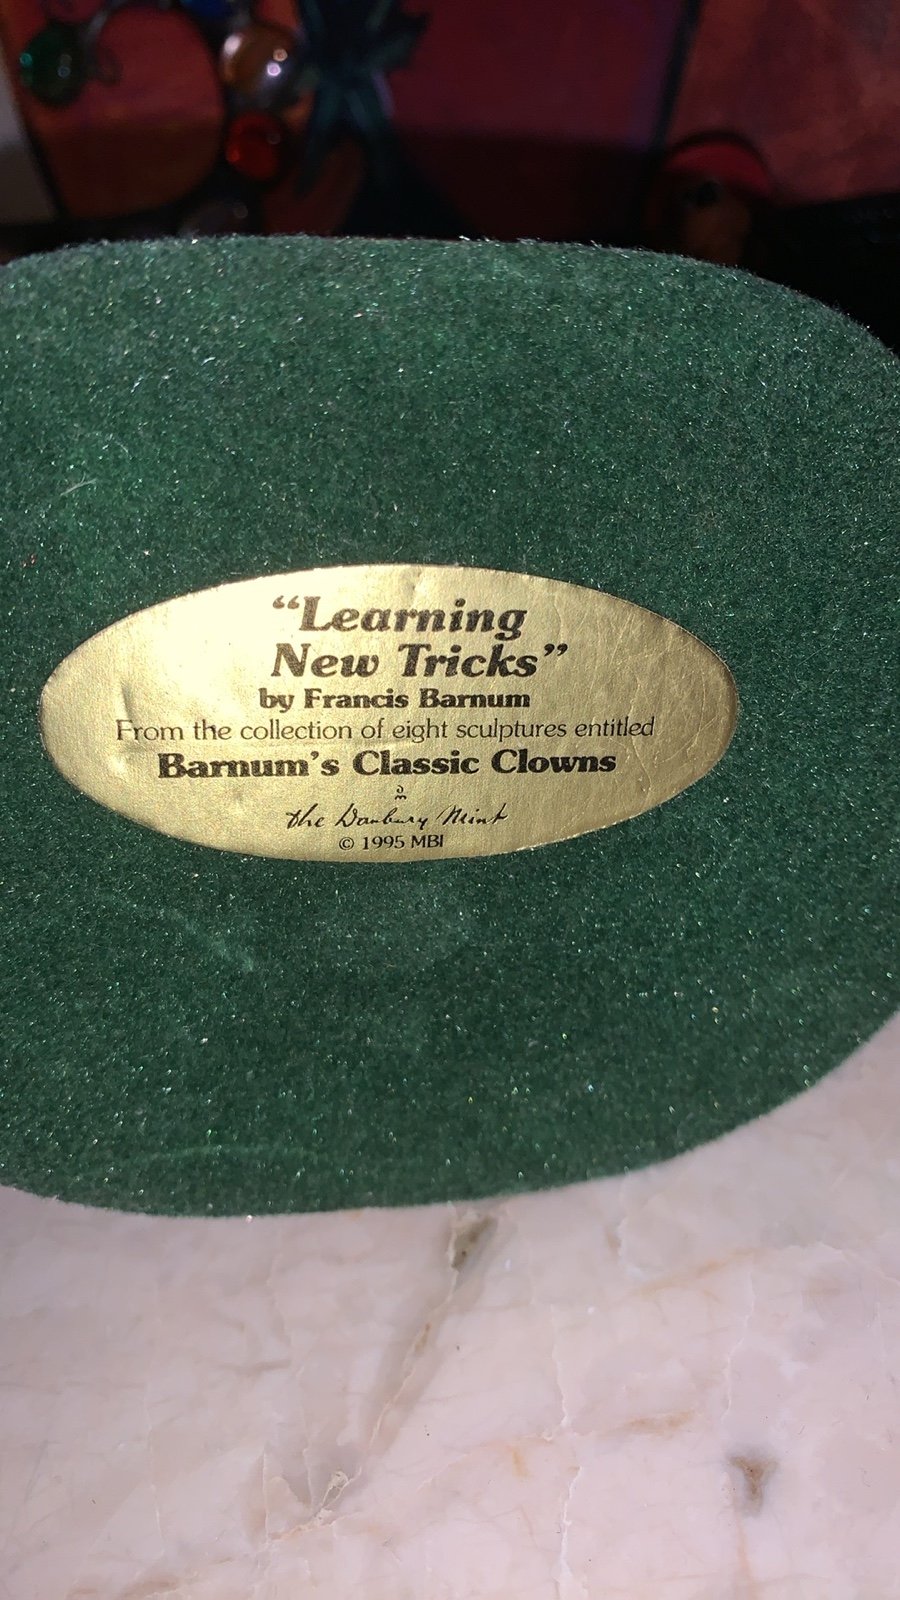 “Learning
New Tricks”
by Francis Barnum
From the collection of eight sculptures entitled
Barnum's Classic Clowns
the Danbury Mint
© 1995 MBI